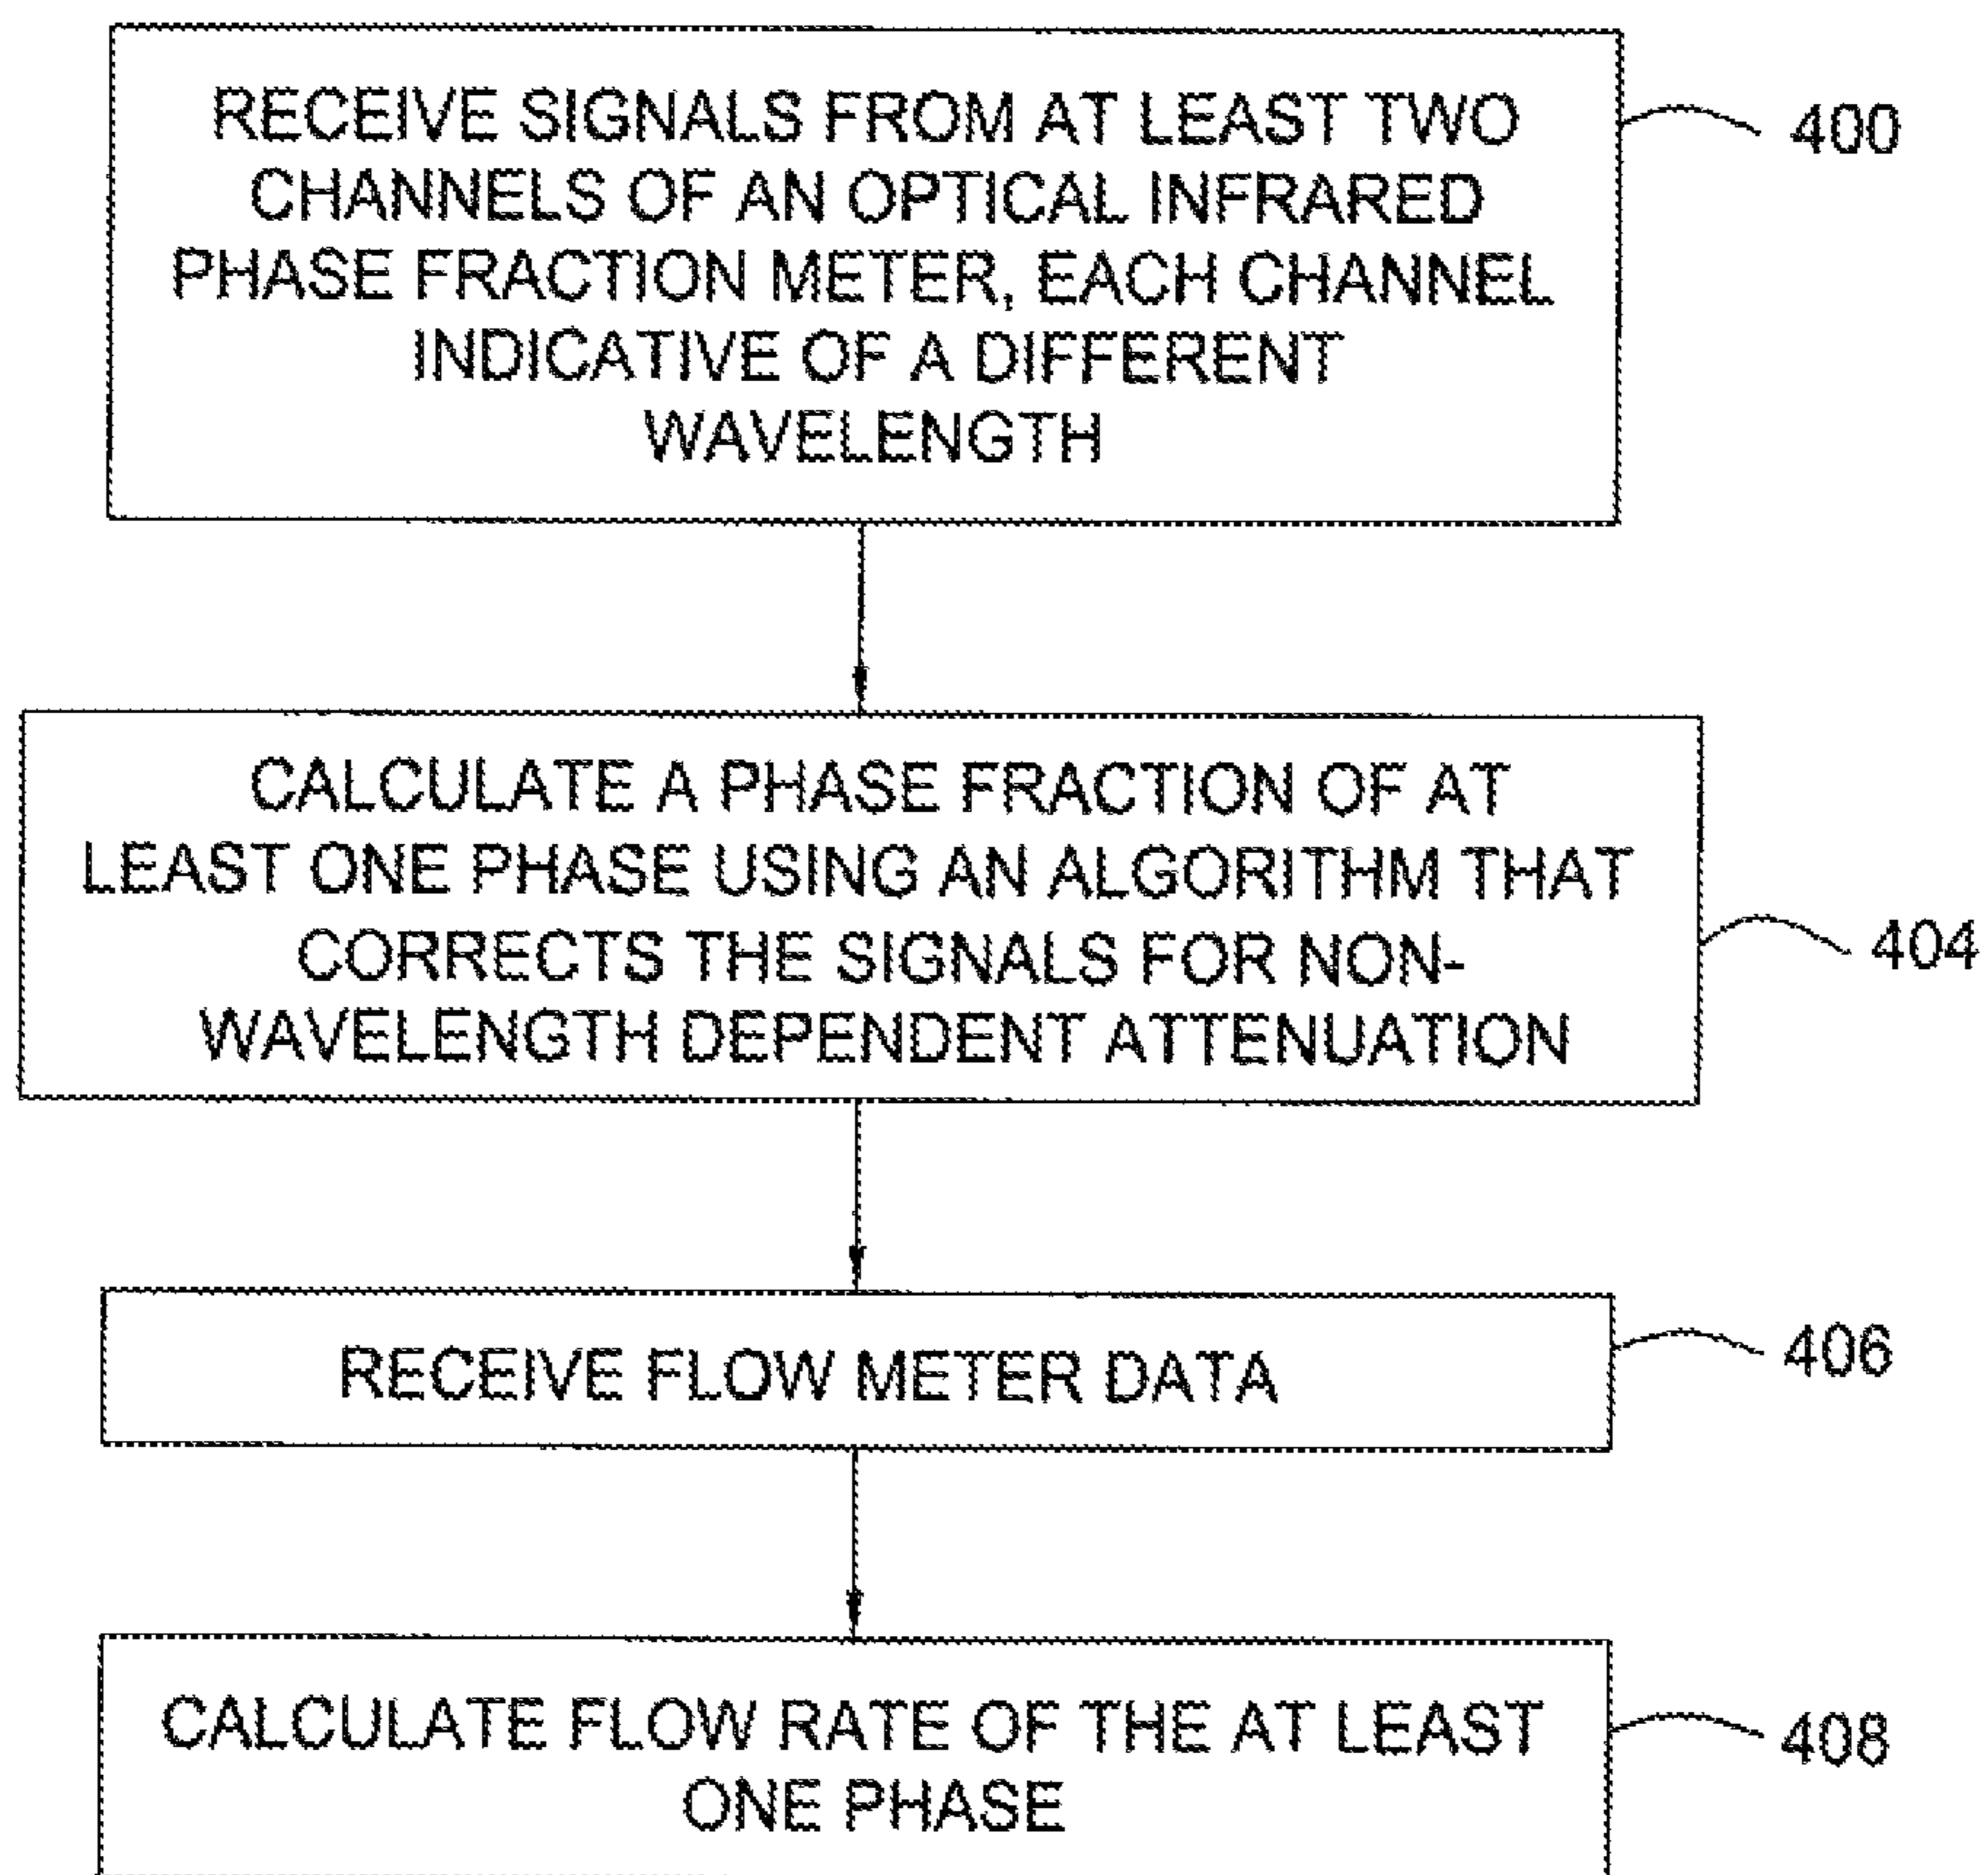 RECEIVE SIGNALS FROM AT LEAST TWO
CHANNELS OF AN OPTICAL INFRARED
PHASE FRACTION METER, EACH CHANNEL
INDICATIVE OF A DIFFERENT
WAVELENGTH
400
CALCULATE A PHASE FRACTION OF AT
LEAST ONE PHASE USING AN ALGORITHM THAT
CORRECTS THE SIGNALS FOR NON-
WAVELENGTH DEPENDENT ATTENUATION
404
RECEIVE FLOW METER DATA
406
CALCULATE FLOW RATE OF THE AT LEAST
ONE PHASE
408